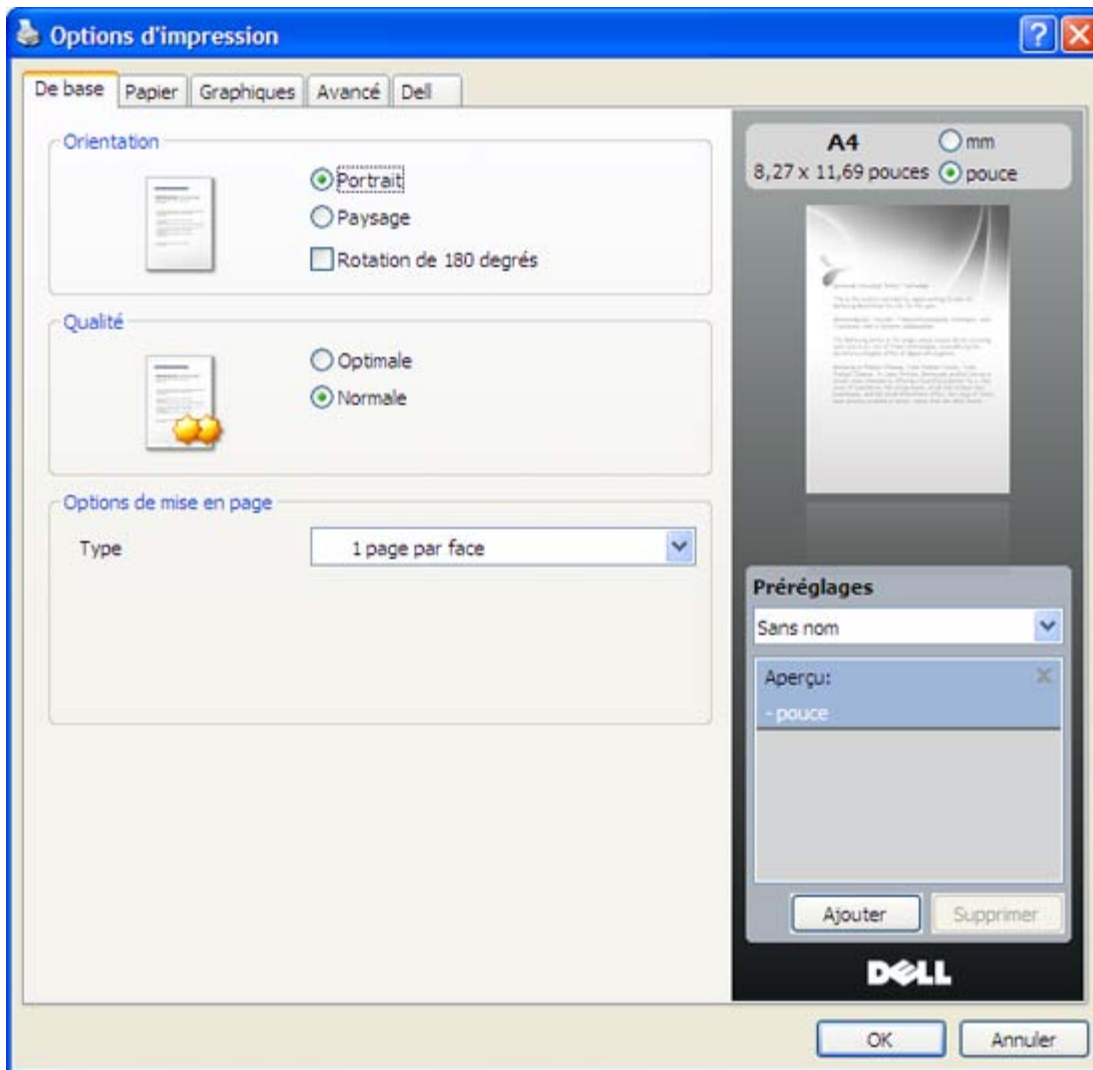 Options d'impression
De base Papier Graphiques Avancé Dell
Orientation
Portrait
Paysage
Rotation de 180 degrés
Qualité
Optimale
Normale
Options de mise en page
Type 1 page par face
A4 mm
8,27 x 11,69 pouces pouce
Préréglages
Sans nom
Aperçu:
- pouce
Ajouter Supprimer
DELL
OK Annuler